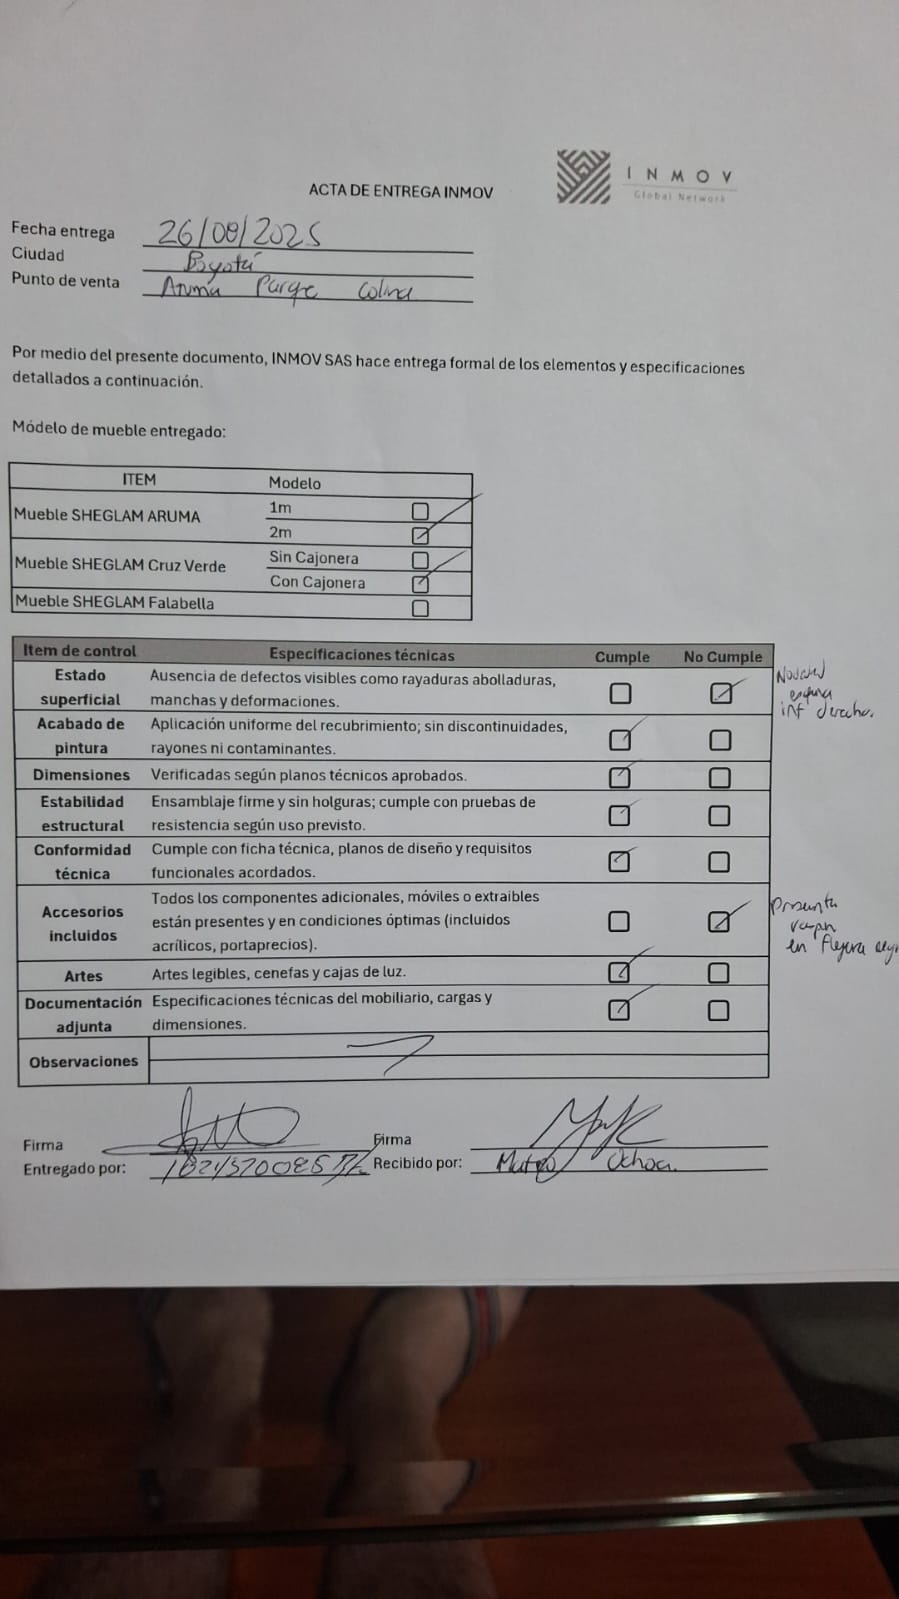 INMOV
Global Network
ACTA DE ENTREGA INMOV
Fecha entrega 26/08/2025
Ciudad Bogotá
Punto de venta Aruma Parque Colina
Por medio del presente documento, INMOV SAS hace entrega formal de los elementos y especificaciones
detallados a continuación.
Módelo de mueble entregado:
ITEM Modelo
Mueble SHEGLAM ARUMA 1m
2m
Mueble SHEGLAM Cruz Verde Sin Cajonera
Con Cajonera
Mueble SHEGLAM Falabella
Item de control Especificaciones técnicas Cumple No Cumple
Estado superficial Ausencia de defectos visibles como rayaduras abolladuras,
manchas y deformaciones.
Novedad
esquina
inf derecha.
Acabado de pintura Aplicación uniforme del recubrimiento; sin discontinuidades,
rayones ni contaminantes.
Dimensiones Verificadas según planos técnicos aprobados.
Estabilidad estructural Ensamblaje firme y sin holguras; cumple con pruebas de
resistencia según uso previsto.
Conformidad técnica Cumple con ficha técnica, planos de diseño y requisitos
funcionales acordados.
Accesorios incluidos Todos los componentes adicionales, móviles o extraibles
están presentes y en condiciones óptimas (incluidos
acrílicos, portaprecios).
Presenta
en
Artes Artes legibles, cenefas y cajas de luz.
Documentación adjunta Especificaciones técnicas del mobiliario, cargas y
dimensiones.
Observaciones
Firma Firma
Entregado por: Recibido por: Mateo Ochoa.